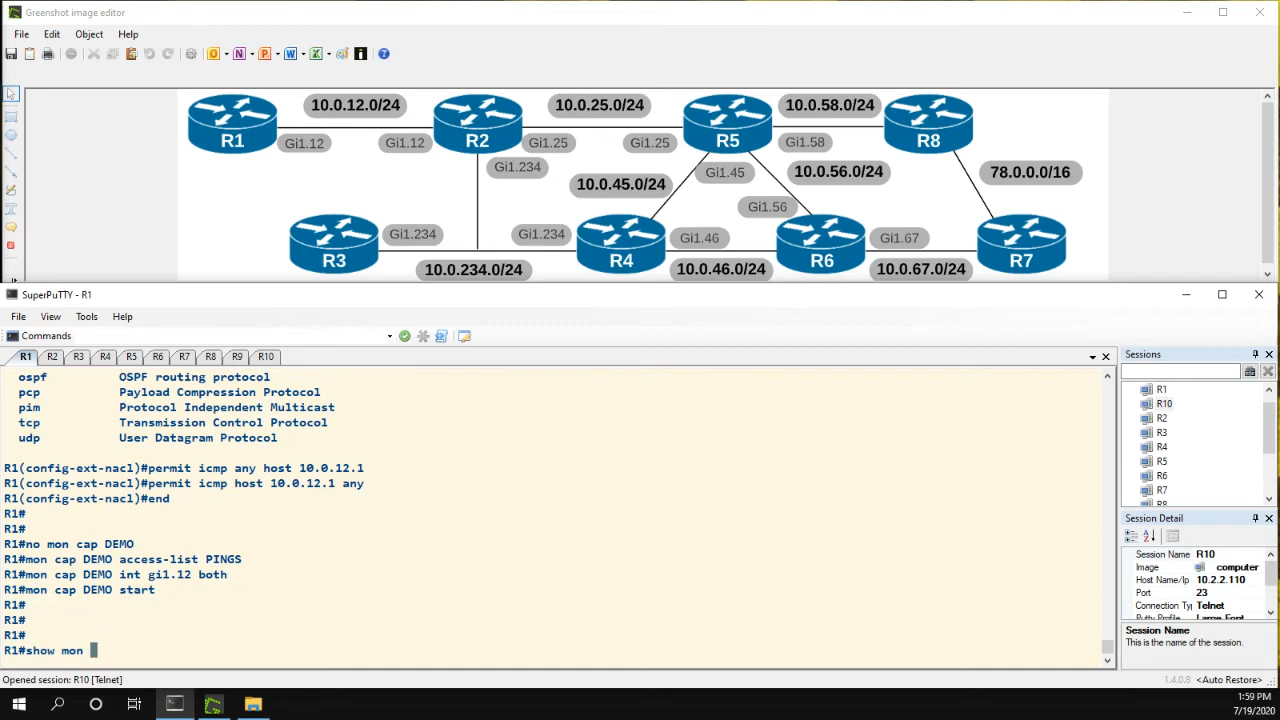 Greenshot image editor
File Edit Object Help
10.0.12.0/24 10.0.25.0/24 10.0.58.0/24
R1 R2 R5 R8
Gi1.12 Gi1.12 Gi1.25 Gi1.25 Gi1.58
Gi1.234 10.0.45.0/24 Gi1.45 10.0.56.0/24 78.0.0.0/16
Gi1.56
Gi1.234 Gi1.234 Gi1.46 Gi1.67
R3 R4 R6 R7
10.0.234.0/24 10.0.46.0/24 10.0.67.0/24
SuperPuTTY - R1
File View Tools Help
Commands
R1 R2 R3 R4 R5 R6 R7 R8 R9 R10
ospf OSPF routing protocol
pcp Payload Compression Protocol
pim Protocol Independent Multicast
tcp Transmission Control Protocol
udp User Datagram Protocol
R1(config-ext-nacl)#permit icmp any host 10.0.12.1
R1(config-ext-nacl)#permit icmp host 10.0.12.1 any
R1(config-ext-nacl)#end
R1#
R1#
R1#no mon cap DEMO
R1#mon cap DEMO access-list PINGS
R1#mon cap DEMO int gi1.12 both
R1#mon cap DEMO start
R1#
R1#
R1#
R1#show mon
Sessions
R1
R10
R2
R3
R4
R5
R6
R7
R8
Session Detail
Session Name R10
Image computer
Host Name/Ip 10.2.2.110
Port 23
Connection Ty Telnet
Putty Profile Large Font
Session Name
This is the name of the session.
Opened session: R10 [Telnet]
1.4.0.8 <Auto Restore>
1:59 PM
7/19/2020